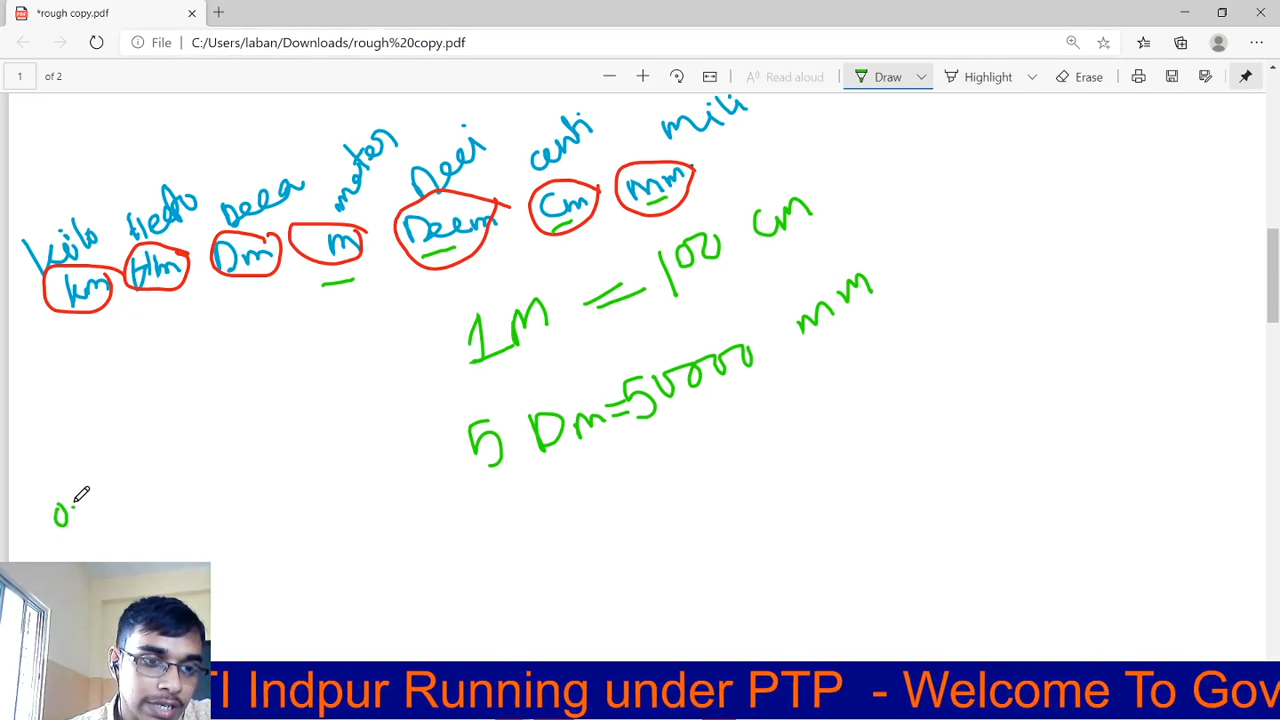 *rough copy.pdf
File C:/Users/laban/Downloads/rough%20copy.pdf
1 of 2 Read aloud Draw Highlight Erase
kilo Hecto Deca meter Deci centi mili
km Hm Dm m Decm Cm mm
1m = 100 cm
5 Dm=50000 mm
0.
TI Indpur Running under PTP - Welcome To Gov